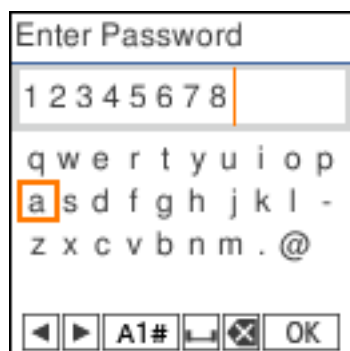 Enter Password
12345678
q w e r t y u i o p
a s d f g h j k l -
z x c v b n m . @
A1# OK